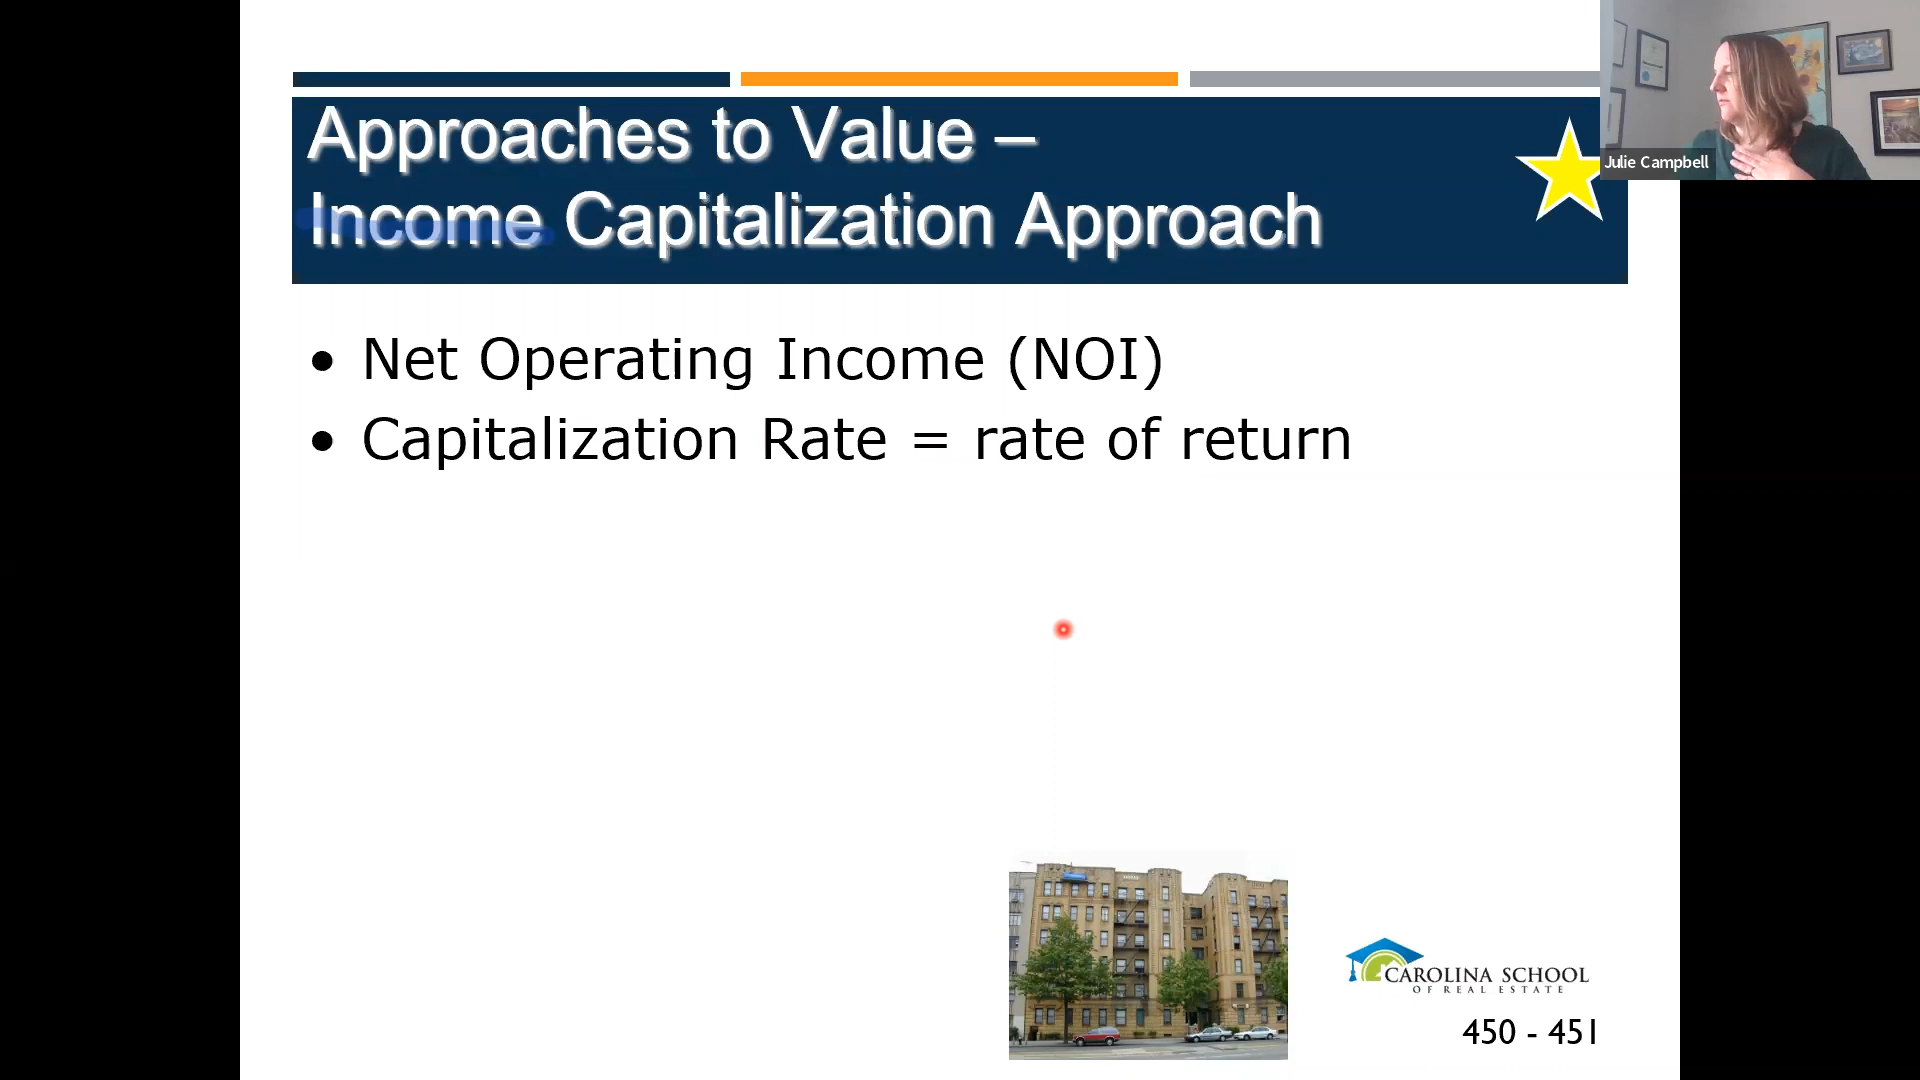 Approaches to Value –
Income Capitalization Approach
Julie Campbell
• Net Operating Income (NOI)
• Capitalization Rate = rate of return
CAROLINA SCHOOL
OF REAL ESTATE
450 - 451